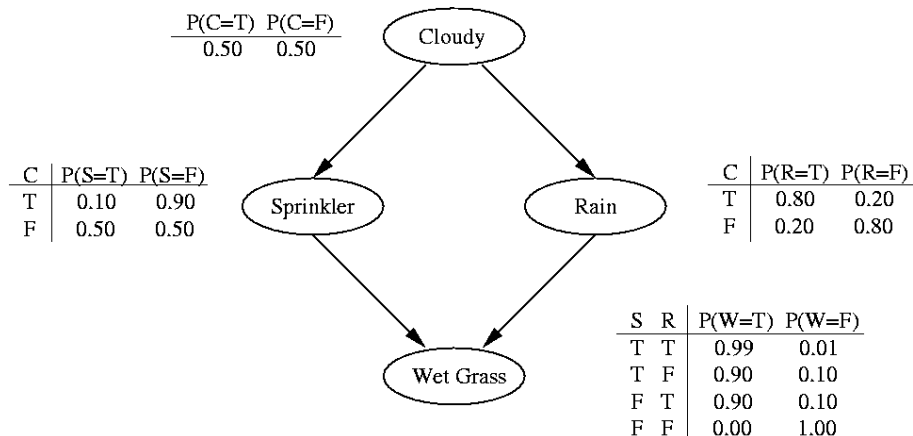 P(C=T) P(C=F)
0.50 0.50
Cloudy
C P(S=T) P(S=F)
T 0.10 0.90
F 0.50 0.50
Sprinkler
Rain
C P(R=T) P(R=F)
T 0.80 0.20
F 0.20 0.80
Wet Grass
S R P(W=T) P(W=F)
T T 0.99 0.01
T F 0.90 0.10
F T 0.90 0.10
F F 0.00 1.00